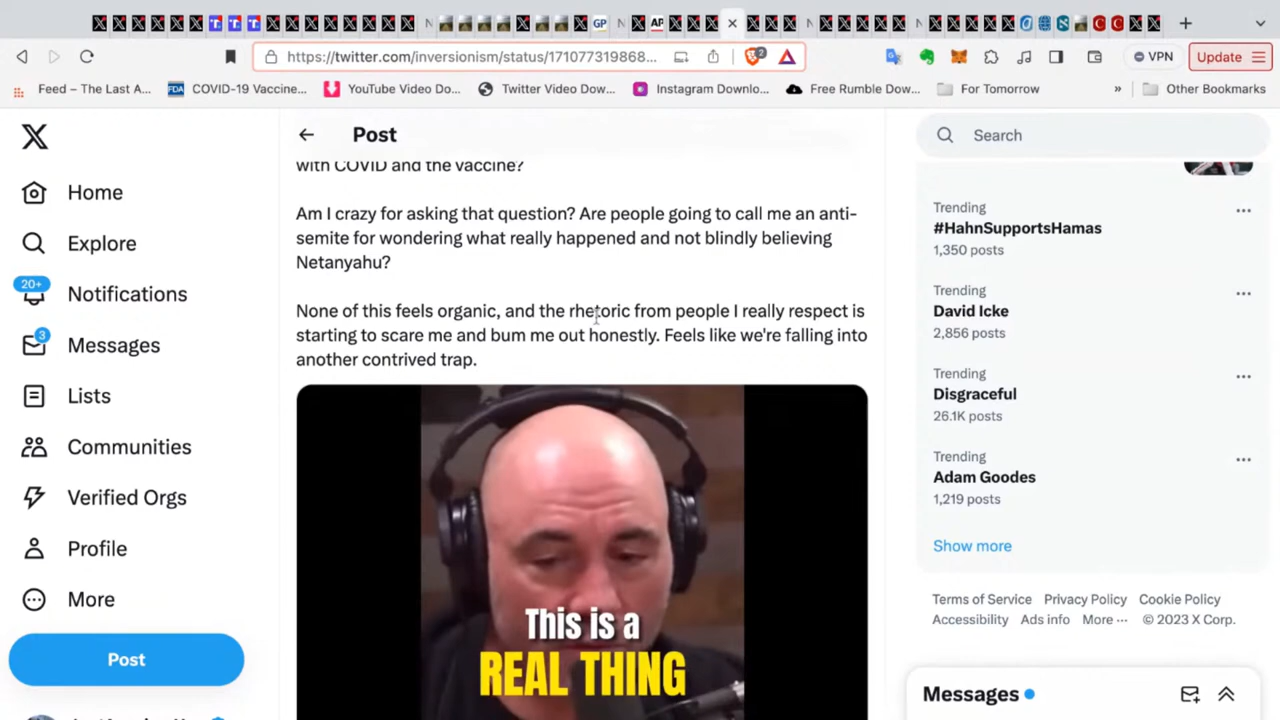 GP
AP
https://twitter.com/inversionism/status/171077319868...
2
VPN
Update
Feed – The Last A...
FDA
COVID-19 Vaccine...
YouTube Video Do...
Twitter Video Dow...
Instagram Downlo...
Free Rumble Dow...
For Tomorrow
»
Other Bookmarks
X
Home
Explore
20+
Notifications
3
Messages
Lists
Communities
Verified Orgs
Profile
More
Post
Post
with COVID and the vaccine?
Am I crazy for asking that question? Are people going to call me an anti-
semite for wondering what really happened and not blindly believing
Netanyahu?
None of this feels organic, and the rhetoric from people I really respect is
starting to scare me and bum me out honestly. Feels like we're falling into
another contrived trap.
This is a
REAL THING
Search
Trending
#HahnSupportsHamas
1,350 posts
Trending
David Icke
2,856 posts
Trending
Disgraceful
26.1K posts
Trending
Adam Goodes
1,219 posts
Show more
Terms of Service Privacy Policy Cookie Policy
Accessibility Ads info More ··· © 2023 X Corp.
Messages